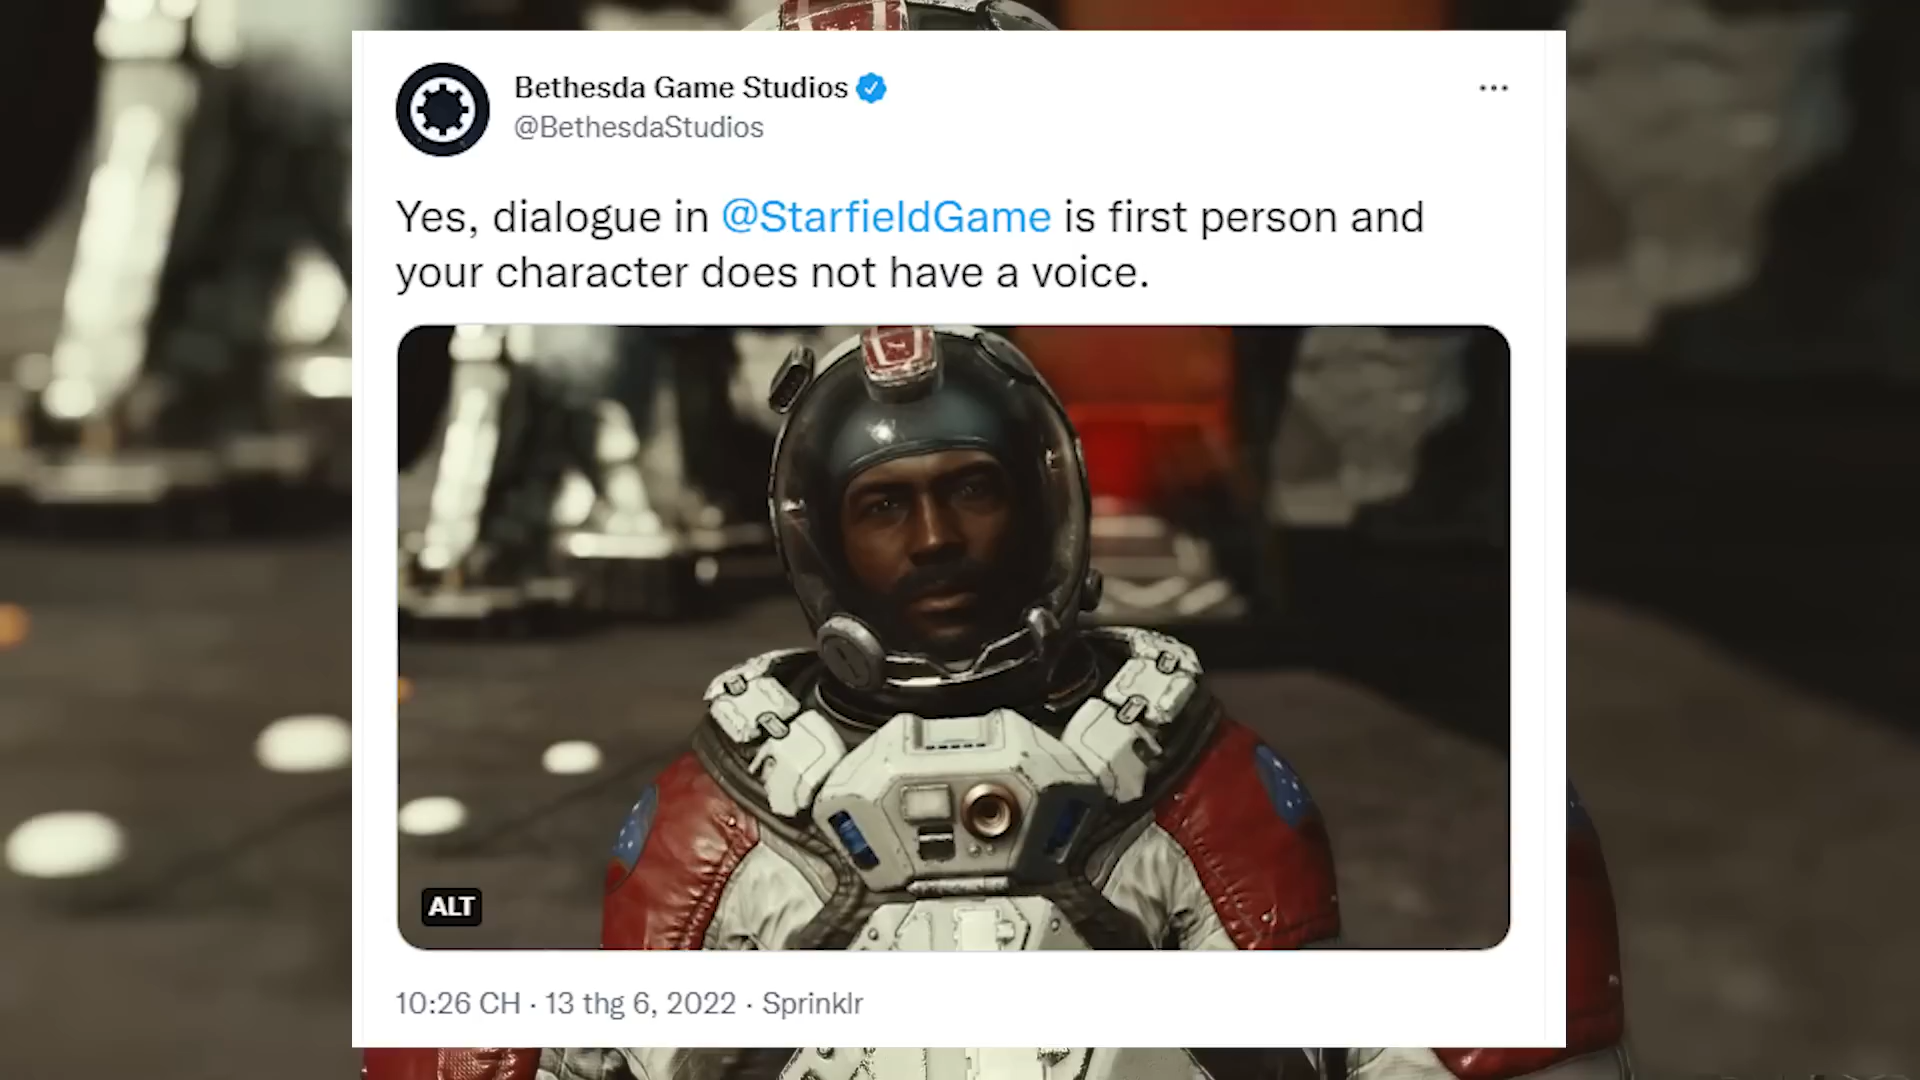 Bethesda Game Studios
@BethesdaStudios
Yes, dialogue in @StarfieldGame is first person and
your character does not have a voice.
ALT
10:26 CH · 13 thg 6, 2022 · Sprinklr